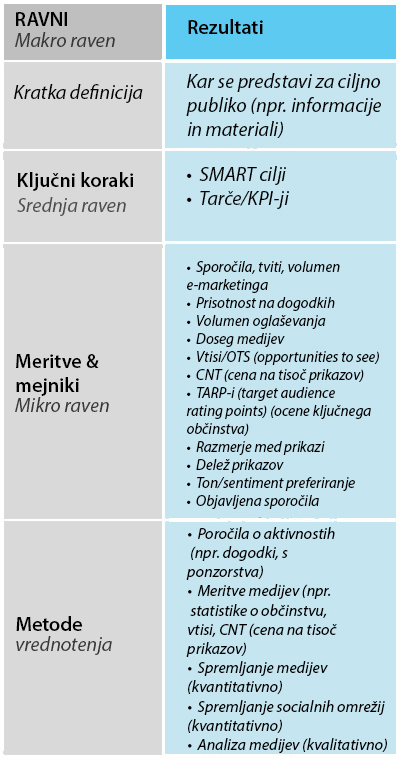 RAVNI
Makro raven
Rezultati
Kratka definicija
Kar se predstavi za ciljno
publiko (npr. informacije
in materiali)
Ključni koraki
Srednja raven
• SMART cilji
• Tarče/KPI-ji
Meritve &
mejniki
Mikro raven
• Sporočila, tviti, volumen
e-marketinga
• Prisotnost na dogodkih
• Volumen oglaševanja
• Doseg medijev
• Vtisi/OTS (opportunities to see)
• CNT (cena na tisoč prikazov)
• TARP-i (target audience
rating points) (ocene ključnega
občinstva)
• Razmerje med prikazi
• Delež prikazov
• Ton/sentiment preferiranje
• Objavljena sporočila
Metode
vrednotenja
• Poročila o aktivnostih
(npr. dogodki, s
ponzorstva)
• Meritve medijev (npr.
statistike o občinstvu,
vtisi, CNT (cena na tisoč
prikazov)
• Spremljanje medijev
(kvantitativno)
• Spremljanje socialnih omrežij
(kvantitativno)
• Analiza medijev (kvalitativno)